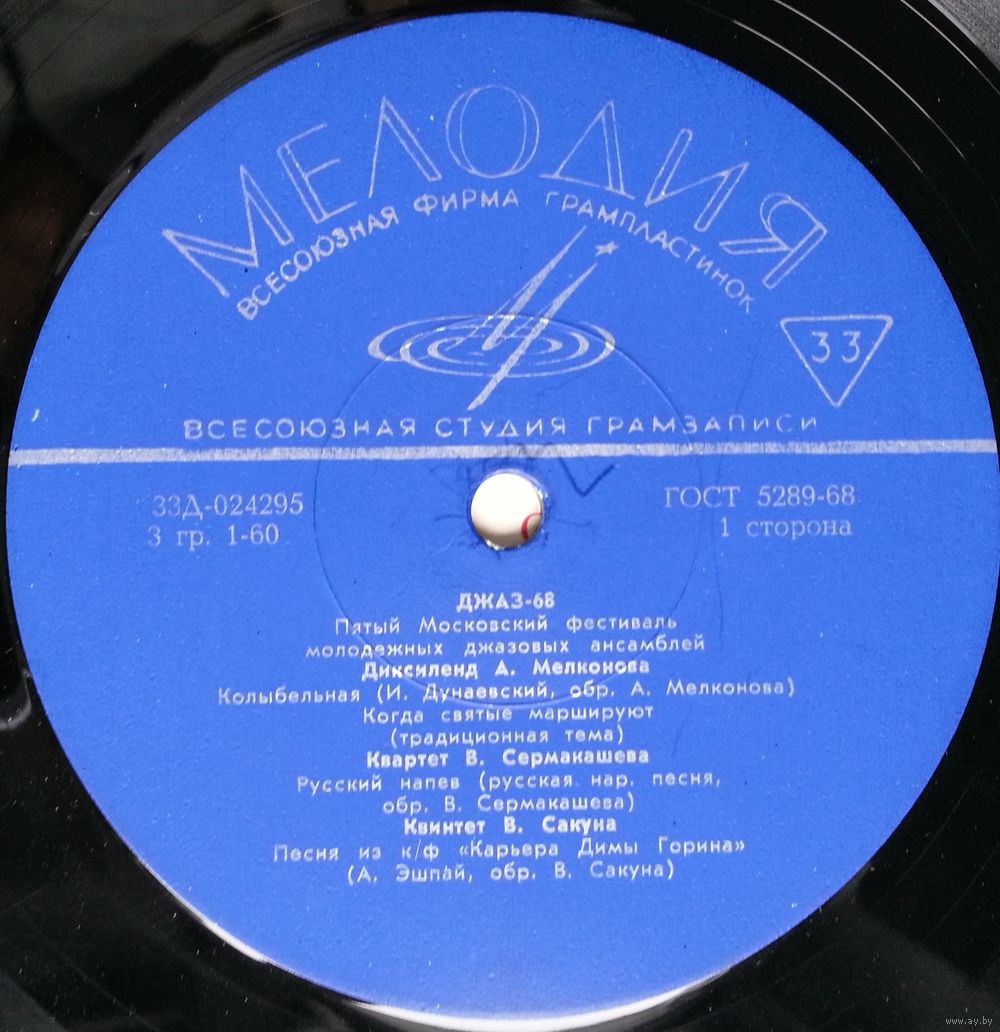 МЕЛОДИЯ
ВСЕСОЮЗНАЯ ФИРМА ГРАМПЛАСТИНОК
33
ВСЕСОЮЗНАЯ СТУДИЯ ГРАМЗАПИСИ
33Д-024295
3 гр. 1-60
ГОСТ 5289-68
1 сторона
ДЖАЗ-68
Пятый Московский фестиваль
молодежных джазовых ансамблей
Диксиленд А. Мелконова
Колыбельная (И. Дунаевский, обр. А. Мелконова)
Когда святые маршируют
(традиционная тема)
Квартет В. Сермакашева
Русский напев (русская нар. песня,
обр. В. Сермакашева)
Квинтет В. Сакуна
Песня из к/ф «Карьера Димы Горина»
(А. Эшпай, обр. В. Сакуна)
www.ay.by